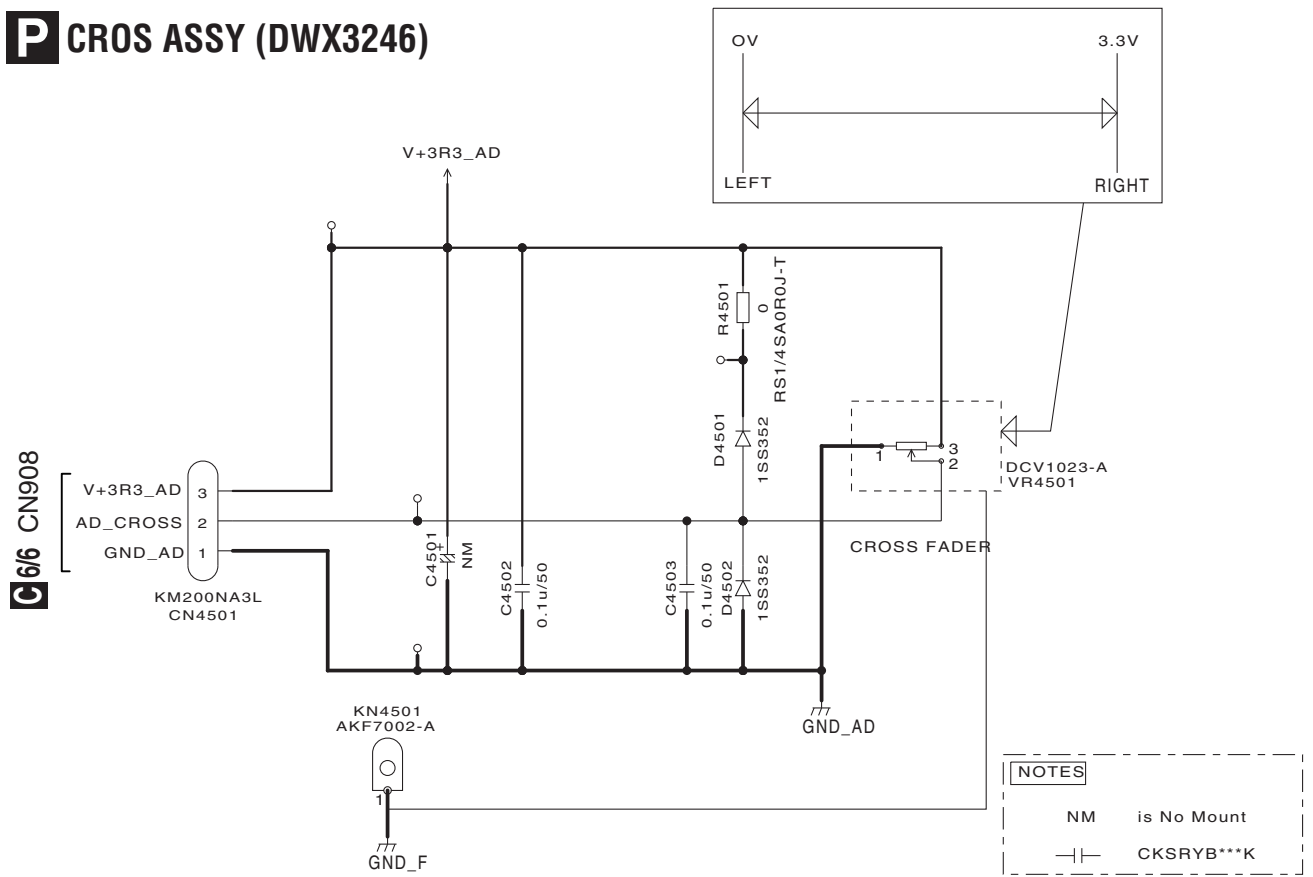 P CROS ASSY (DWX3246)
0V
3.3V
LEFT
RIGHT
V+3R3_AD
R4501
0
RS1/4SA0R0J-T
D4501
1SS352
1
3
2
DCV1023-A
VR4501
CROSS FADER
C 6/6 CN908
V+3R3_AD 3
AD_CROSS 2
GND_AD 1
KM200NA3L
CN4501
C4501
+
NM
C4502
0.1u/50
C4503
0.1u/50
D4502
1SS352
GND_AD
KN4501
AKF7002-A
1
GND_F
NOTES
NM is No Mount
CKSRYB***K